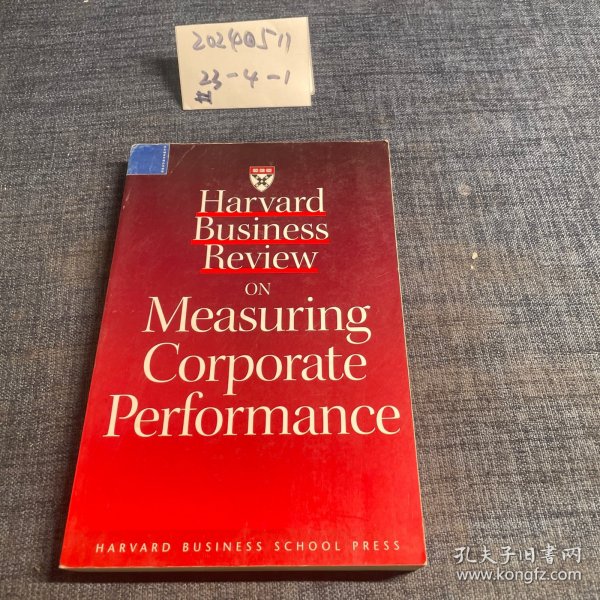 20240511
23-4-1
Harvard
Business
Review
ON
Measuring
Corporate
Performance
HARVARD BUSINESS SCHOOL PRESS
孔夫子旧书网
www.kongfz.com